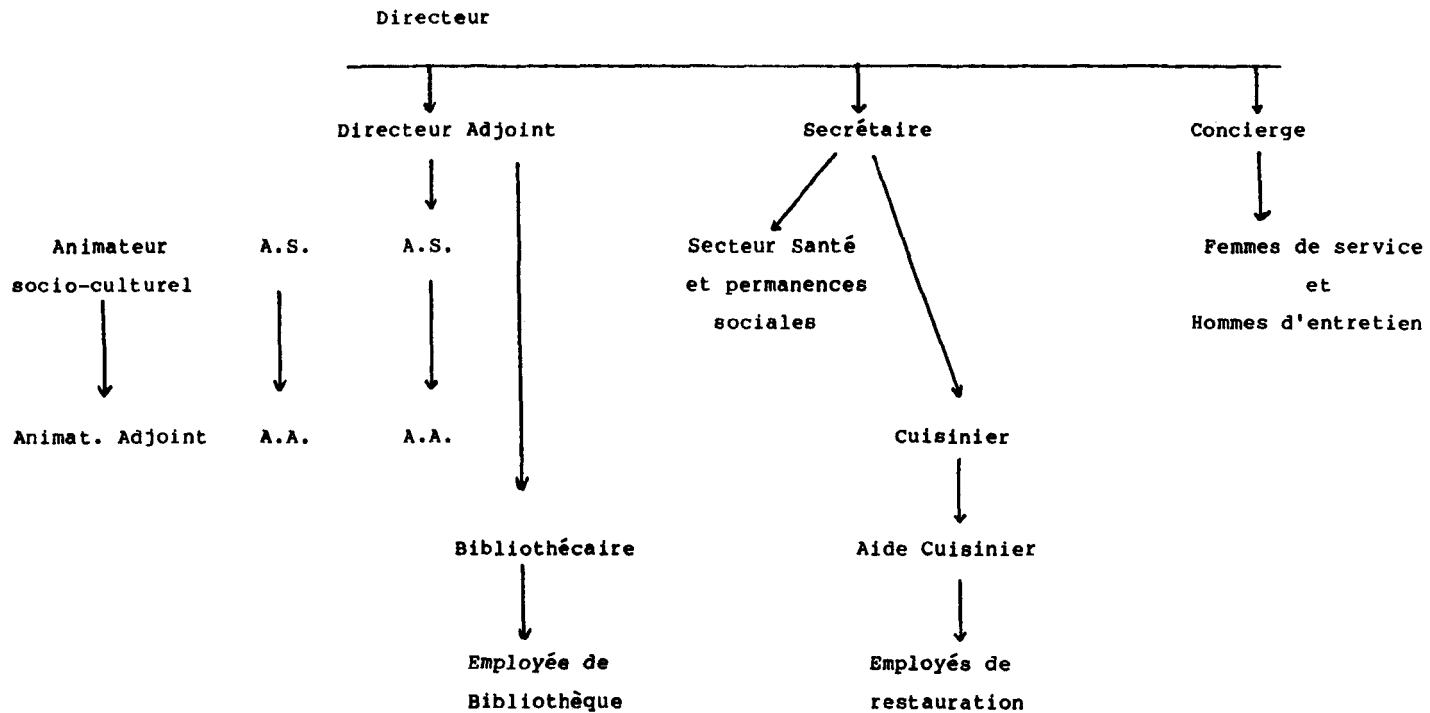 Directeur
Directeur Adjoint
Secrétaire
Concierge
Animateur
socio-culturel
A.S.
A.S.
Secteur Santé
et permanences
sociales
Femmes de service
et
Hommes d'entretien
Animat. Adjoint
A.A.
A.A.
Cuisinier
Bibliothécaire
Aide Cuisinier
Employée de
Bibliothèque
Employés de
restauration